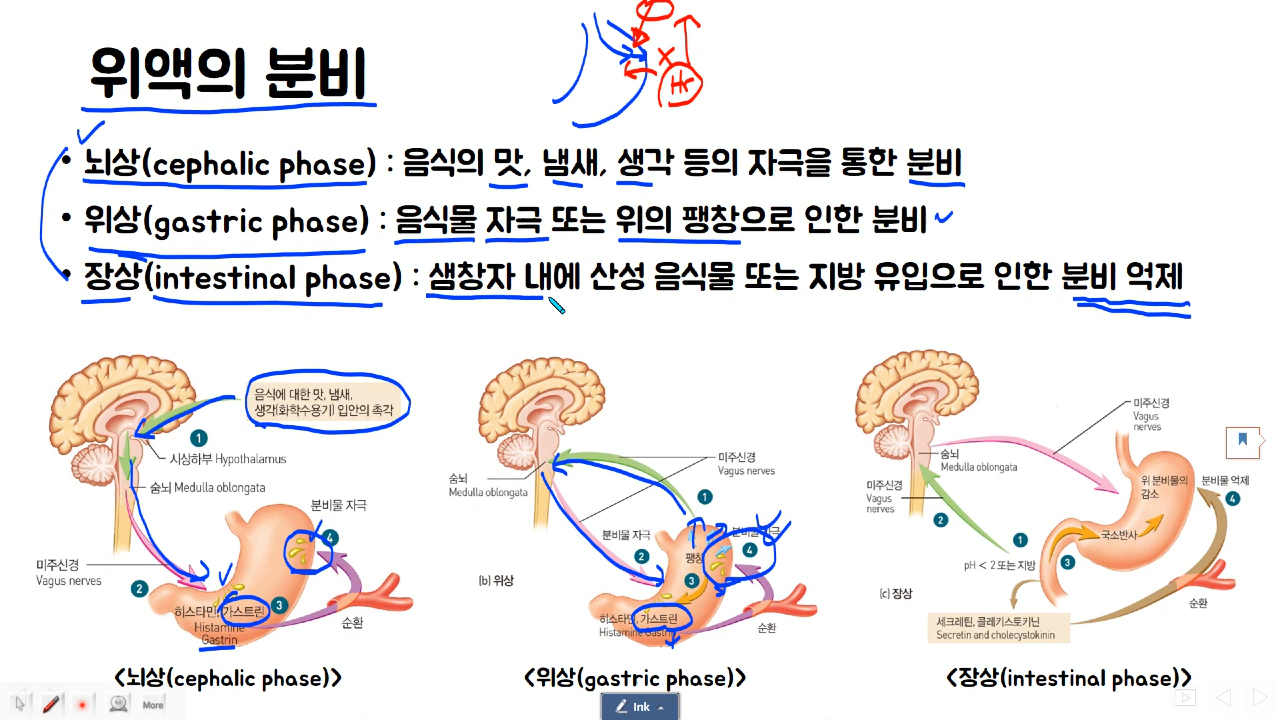 위액의 분비
• 뇌상(cephalic phase) : 음식의 맛, 냄새, 생각 등의 자극을 통한 분비
• 위상(gastric phase) : 음식물 자극 또는 위의 팽창으로 인한 분비
• 장상(intestinal phase) : 샘창자 내에 산성 음식물 또는 지방 유입으로 인한 분비 억제
음식에 대한 맛, 냄새,
생각(화학수용기) 입안의 촉각
1
시상하부 Hypothalamus
숨뇌 Medulla oblongata
분비물 자극
4
미주신경
Vagus nerves
2
히스타민, 가스트린
3
Histamine
Gastrin
순환
<뇌상(cephalic phase)>
미주신경
Vagus nerves
숨뇌
Medulla oblongata
1
분비물 자극
분비물 자극
2
팽창
4
3
(b) 위상
히스타민, 가스트린
Histamine Gastrin
순환
<위상(gastric phase)>
미주신경
Vagus
nerves
숨뇌
Medulla oblongata
미주신경
Vagus
nerves
위 분비물의
감소
분비물 억제
4
2
국소반사
1
3
pH < 2 또는 지방
(c) 장상
순환
세크레틴, 콜레키스토키닌
Secretin and cholecystokinin
<장상(intestinal phase)>
More
Ink